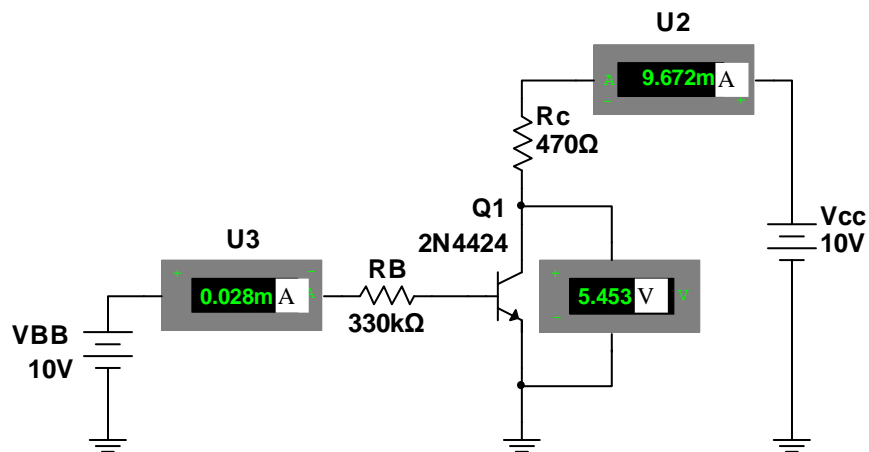 U2
A
9.672m A
Rc
470Ω
Q1
2N4424
Vcc
10V
U3
0.028m A
A
RB
330kΩ
5.453 V
V
VBB
10V